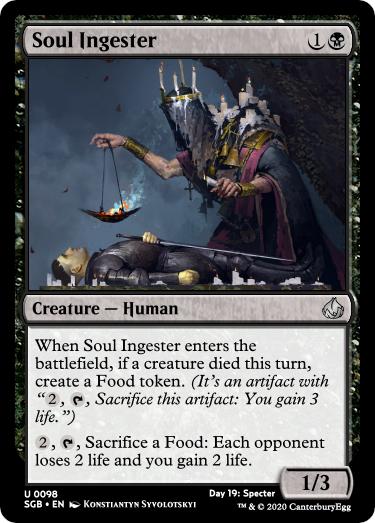 Soul Ingester 1
Creature — Human
When Soul Ingester enters the
battlefield, if a creature died this turn,
create a Food token. (It's an artifact with
"2, , Sacrifice this artifact: You gain 3
life.")
2, , Sacrifice a Food: Each opponent
loses 2 life and you gain 2 life.
1/3
U 0098 Day 19: Specter
SGB • EN KONSTIANTYN SVYOLOTSKYI ™ & © 2020 CanterburyEgg